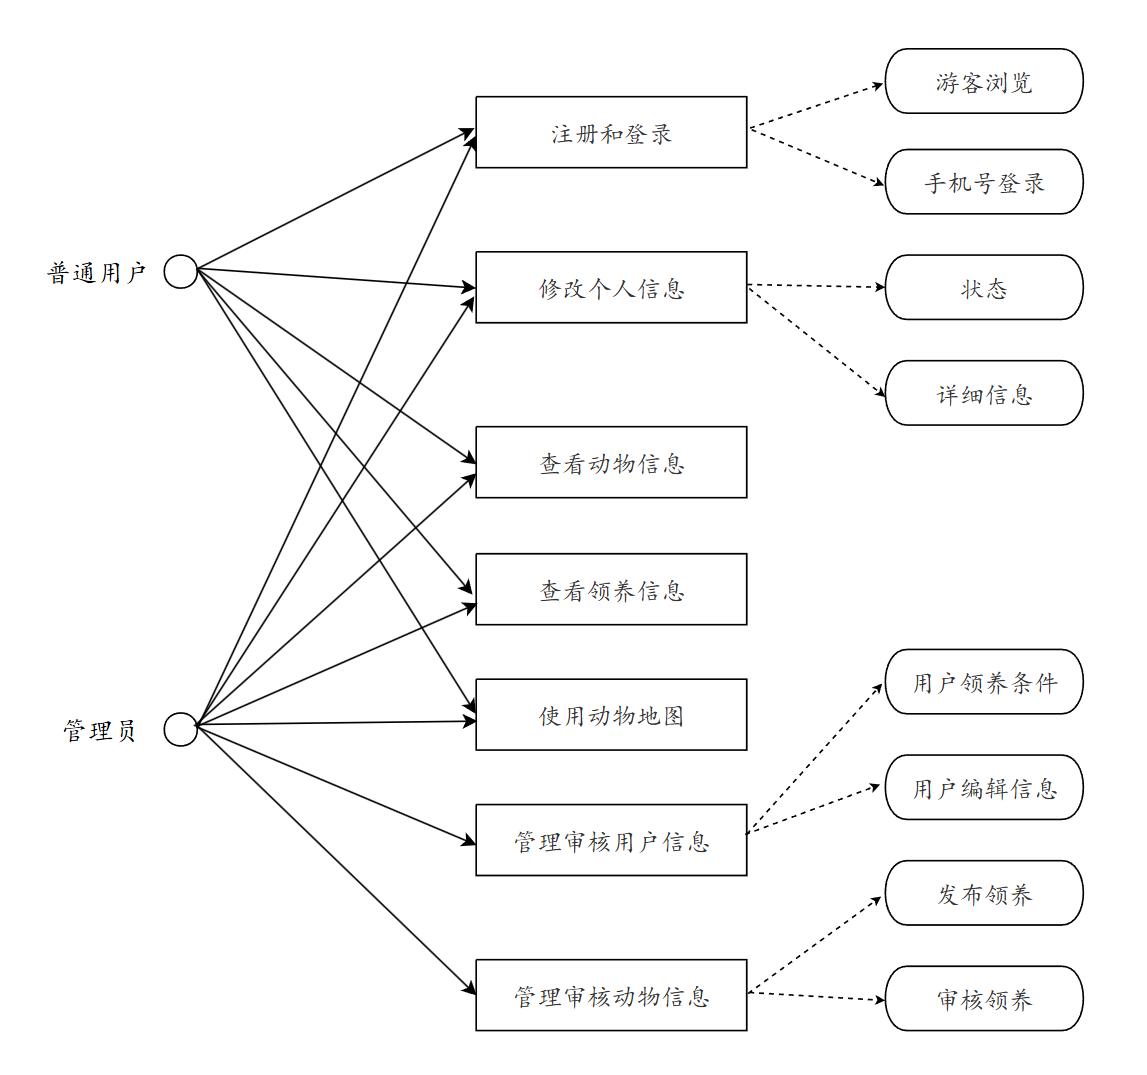 游客浏览
注册和登录
手机号登录
普通用户
修改个人信息
状态
详细信息
查看动物信息
查看领养信息
用户领养条件
管理员
使用动物地图
用户编辑信息
管理审核用户信息
发布领养
管理审核动物信息
审核领养